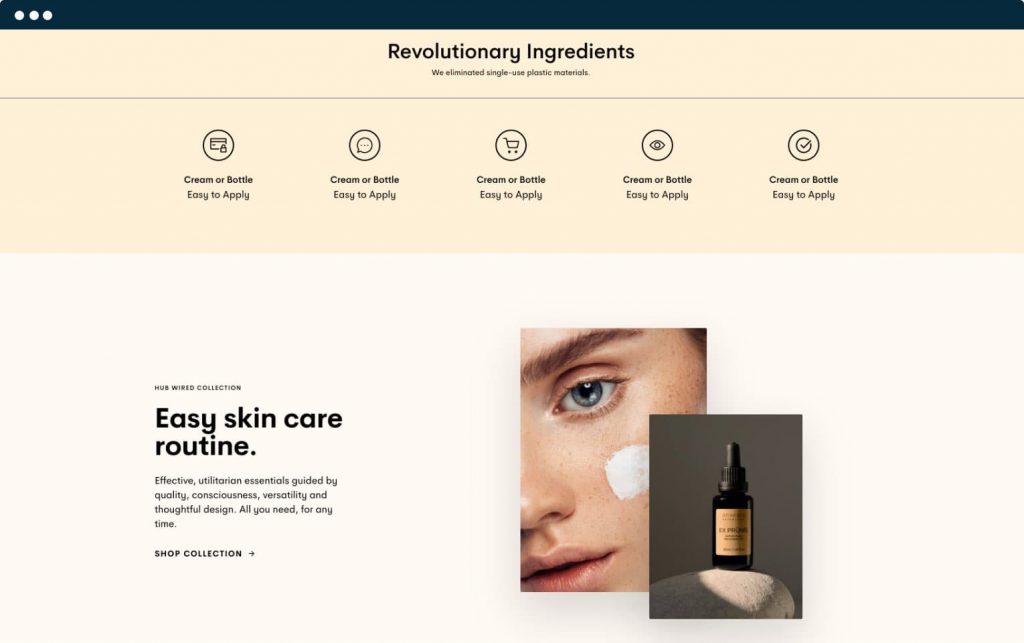 Revolutionary Ingredients
We eliminated single-use plastic materials.
Cream or Bottle
Easy to Apply
Cream or Bottle
Easy to Apply
Cream or Bottle
Easy to Apply
Cream or Bottle
Easy to Apply
Cream or Bottle
Easy to Apply
HUB WIRED COLLECTION
Easy skin care
routine.
Effective, utilitarian essentials guided by
quality, consciousness, versatility and
thoughtful design. All you need, for any
time.
SHOP COLLECTION →